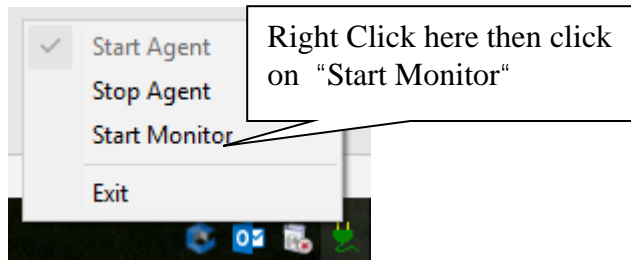 Start Agent
Stop Agent
Start Monitor
Exit
Right Click here then click
on “Start Monitor“